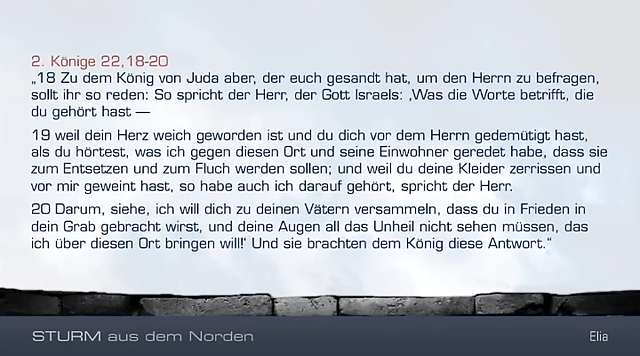 2. Könige 22,18-20
„18 Zu dem König von Juda aber, der euch gesandt hat, um den Herrn zu befragen,
sollt ihr so reden: So spricht der Herr, der Gott Israels: ‚Was die Worte betrifft, die
du gehört hast —
19 weil dein Herz weich geworden ist und du dich vor dem Herrn gedemütigt hast,
als du hörtest, was ich gegen diesen Ort und seine Einwohner geredet habe, dass sie
zum Entsetzen und zum Fluch werden sollen; und weil du deine Kleider zerrissen und
vor mir geweint hast, so habe auch ich darauf gehört, spricht der Herr.
20 Darum, siehe, ich will dich zu deinen Vätern versammeln, dass du in Frieden in
dein Grab gebracht wirst, und deine Augen all das Unheil nicht sehen müssen, das
ich über diesen Ort bringen will!‘ Und sie brachten dem König diese Antwort.“
STURM aus dem Norden
Elia